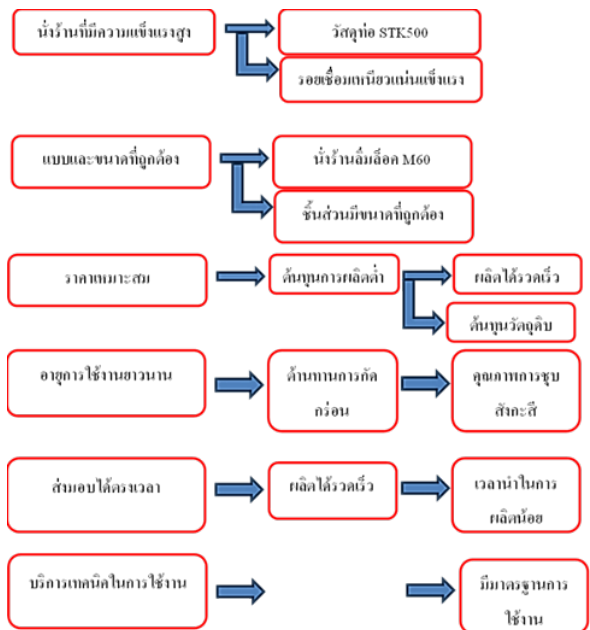 นั่งร้านที่มีความแข็งแรงสูง
วัสดุท่อ STK500
รอยเชื่อมเหนียวแน่นแข็งแรง
แบบและขนาดที่ถูกต้อง
นั่งร้านลิ่มล็อค M60
ชิ้นส่วนมีขนาดที่ถูกต้อง
ราคาเหมาะสม
ต้นทุนการผลิตต่ำ
ผลิตได้รวดเร็ว
ต้นทุนวัตถุดิบ
อายุการใช้งานยาวนาน
ต้านทานการกัด
กร่อน
คุณภาพการชุบ
สังกะสี
ส่งมอบได้ตรงเวลา
ผลิตได้รวดเร็ว
เวลานำในการ
ผลิตน้อย
บริการเทคนิคในการใช้งาน
มีมาตรฐานการ
ใช้งาน